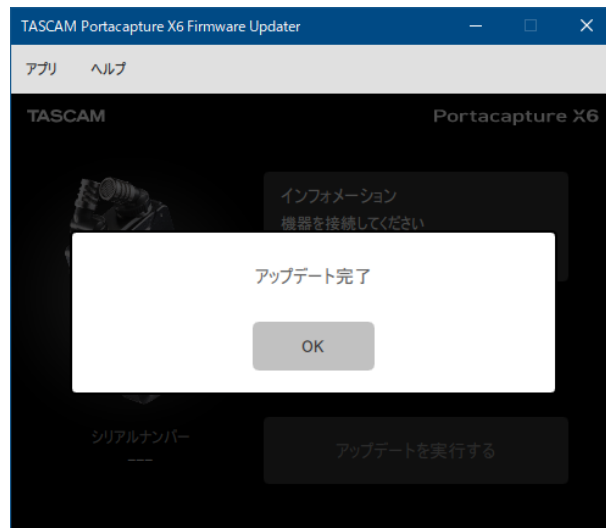 TASCAM Portacapture X6 Firmware Updater
アプリ ヘルプ
TASCAM
Portacapture X6
インフォメーション
機器を接続してください
アップデート完了
OK
シリアルナンバー
---
アップデートを実行する